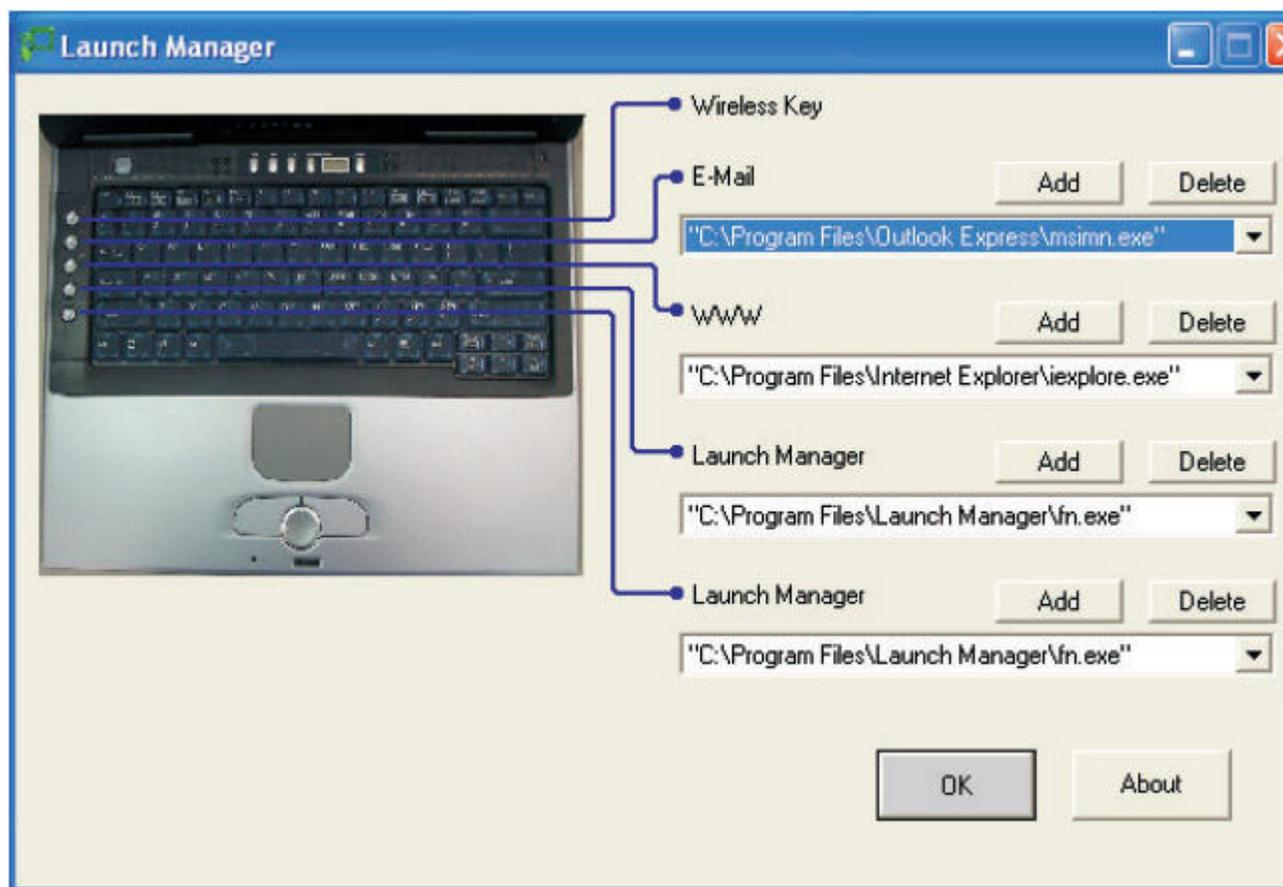 Launch Manager
Wireless Key
E-Mail
Add
Delete
"C:\Program Files\Outlook Express\msimn.exe"
WWW
Add
Delete
"C:\Program Files\Internet Explorer\iexplore.exe"
Launch Manager
Add
Delete
"C:\Program Files\Launch Manager\fn.exe"
Launch Manager
Add
Delete
"C:\Program Files\Launch Manager\fn.exe"
OK
About